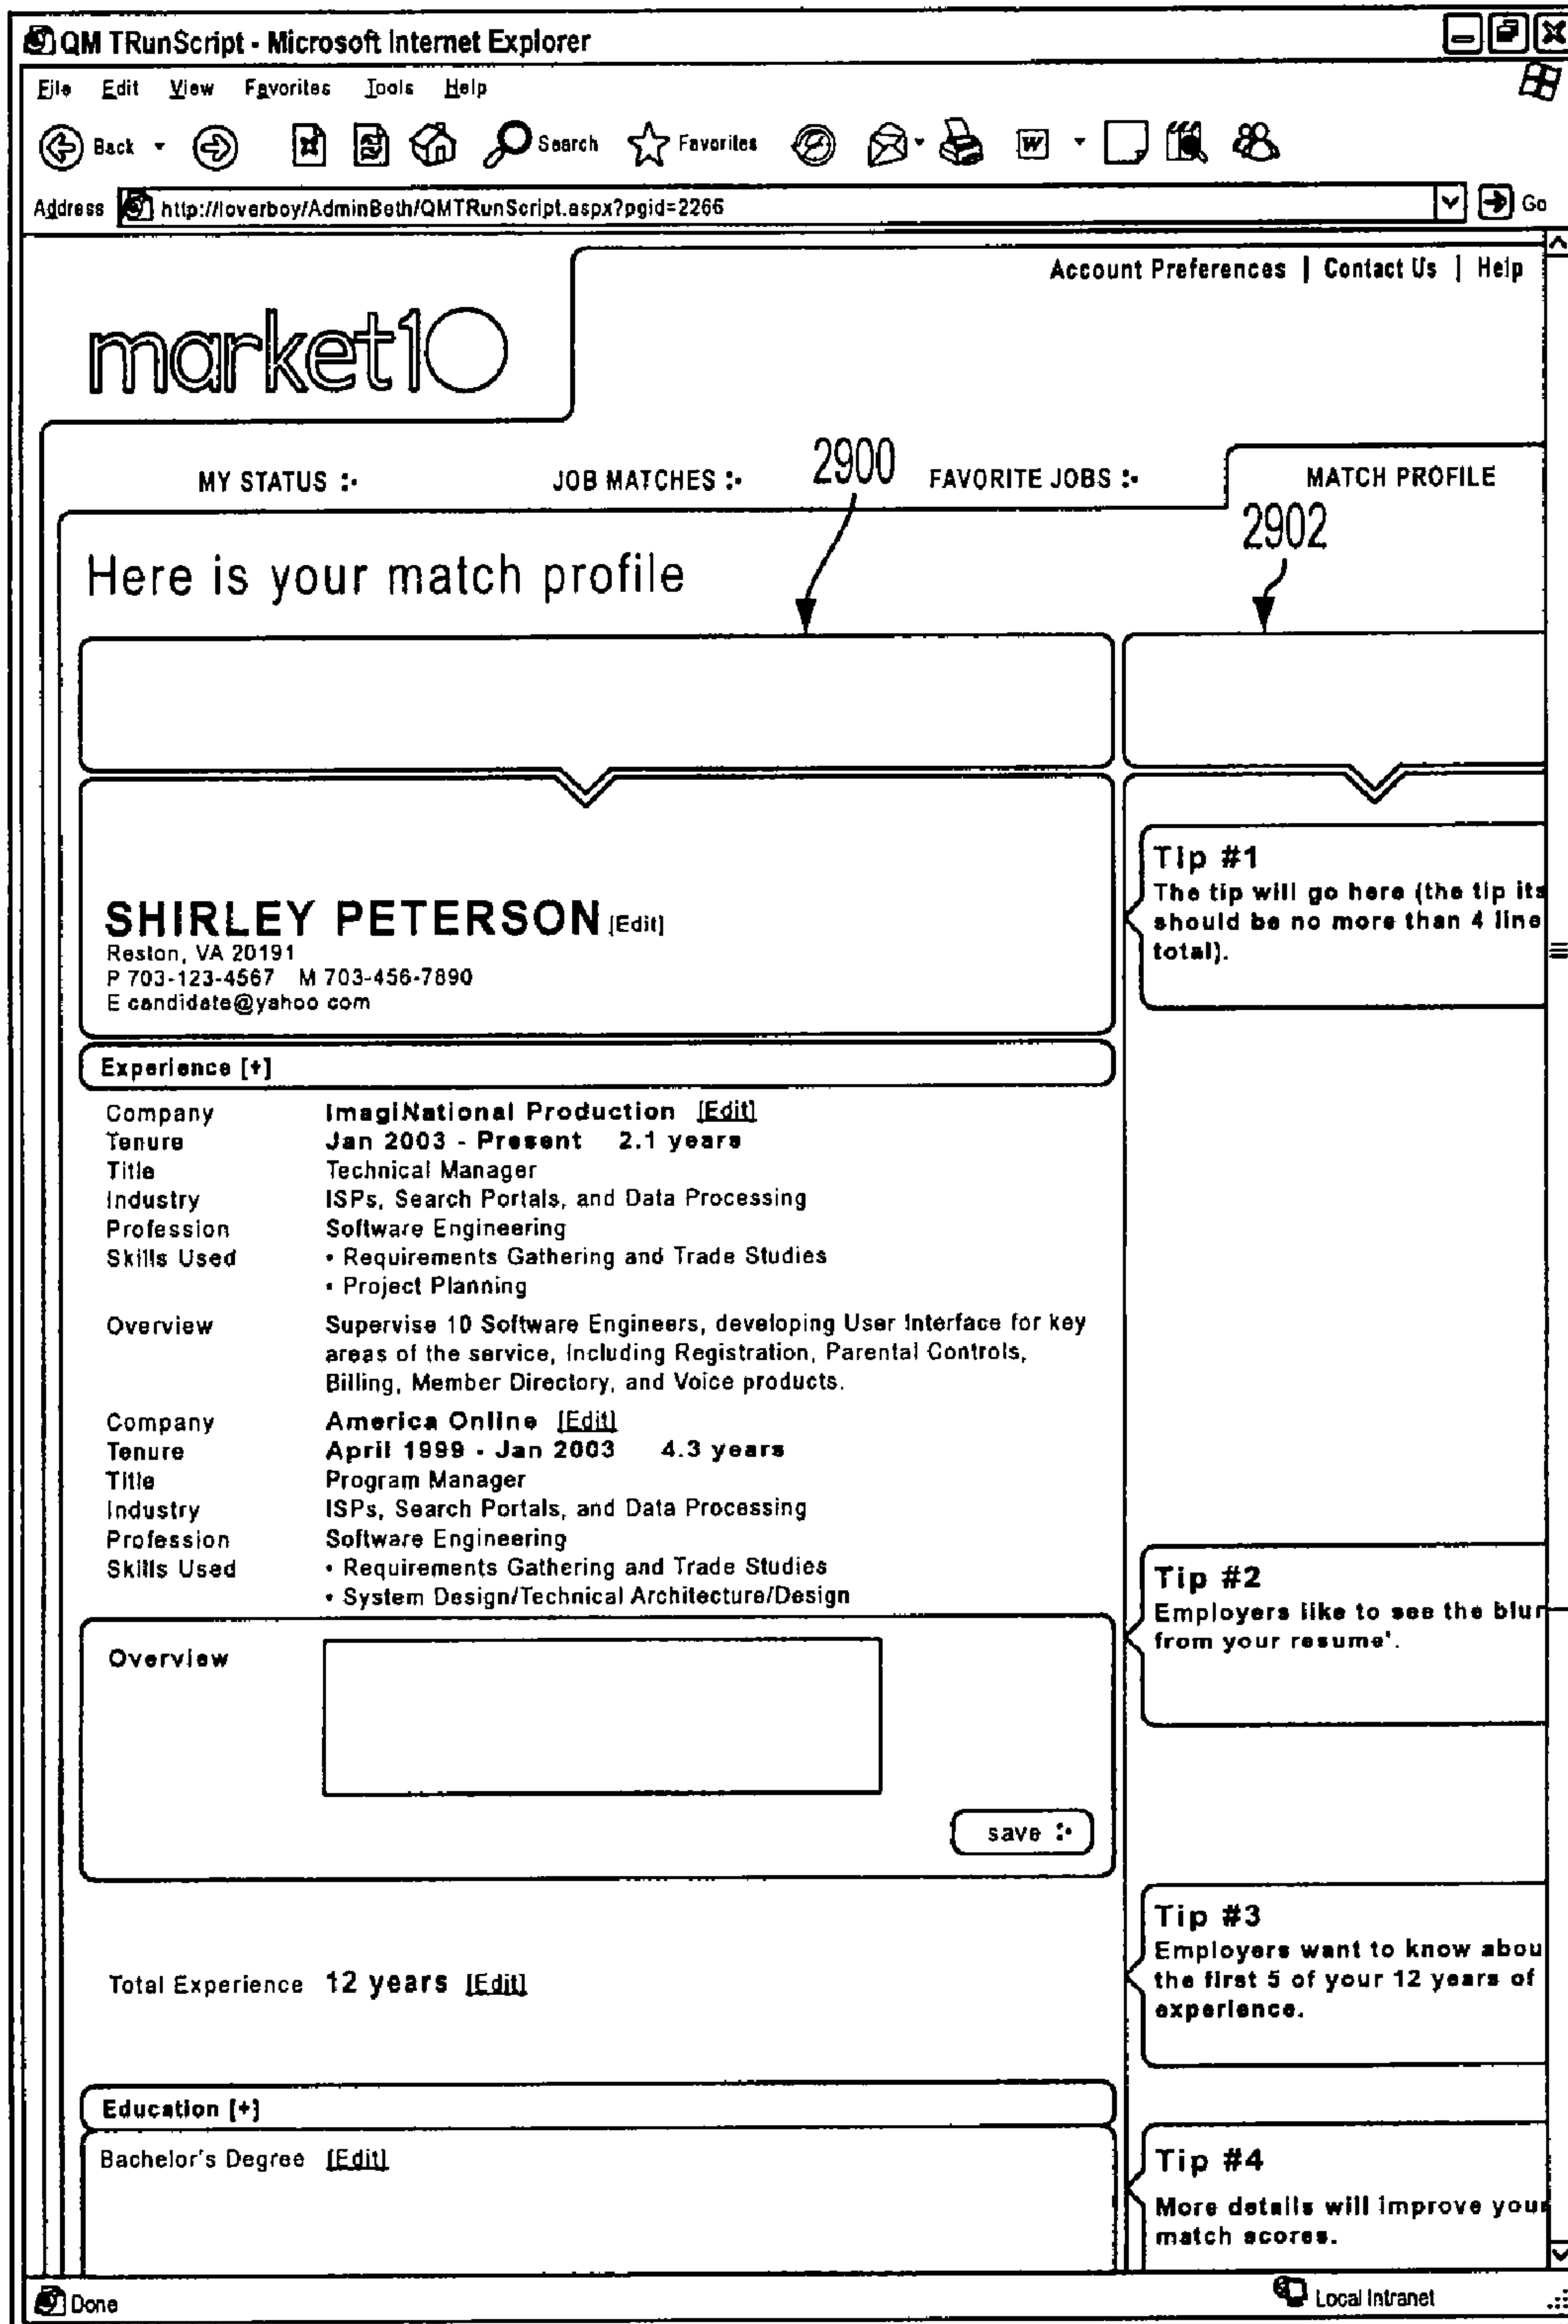 QM TRunScript - Microsoft Internet Explorer
File Edit View Favorites Tools Help
Back Search Favorites W
Address http://loverboy/AdminBeth/QMTRunScript.aspx?pgid=2266 Go
Account Preferences | Contact Us | Help
market10
MY STATUS JOB MATCHES 2900 FAVORITE JOBS MATCH PROFILE
2902
Here is your match profile
SHIRLEY PETERSON [Edit]
Reston, VA 20191
P 703-123-4567 M 703-456-7890
E candidate@yahoo com
Tip #1
The tip will go here (the tip its
should be no more than 4 line
total).
Experience [+]
Company ImagiNational Production [Edit]
Tenure Jan 2003 - Present 2.1 years
Title Technical Manager
Industry ISPs, Search Portals, and Data Processing
Profession Software Engineering
Skills Used • Requirements Gathering and Trade Studies
• Project Planning
Overview Supervise 10 Software Engineers, developing User Interface for key
areas of the service, Including Registration, Parental Controls,
Billing, Member Directory, and Voice products.
Company America Online [Edit]
Tenure April 1999 - Jan 2003 4.3 years
Title Program Manager
Industry ISPs, Search Portals, and Data Processing
Profession Software Engineering
Skills Used • Requirements Gathering and Trade Studies
• System Design/Technical Architecture/Design
Tip #2
Employers like to see the blur
from your resume'.
Overview
save
Tip #3
Employers want to know abou
the first 5 of your 12 years of
experience.
Total Experience 12 years [Edit]
Education [+]
Bachelor's Degree [Edit]
Tip #4
More details will improve your
match scores.
Done Local Intranet